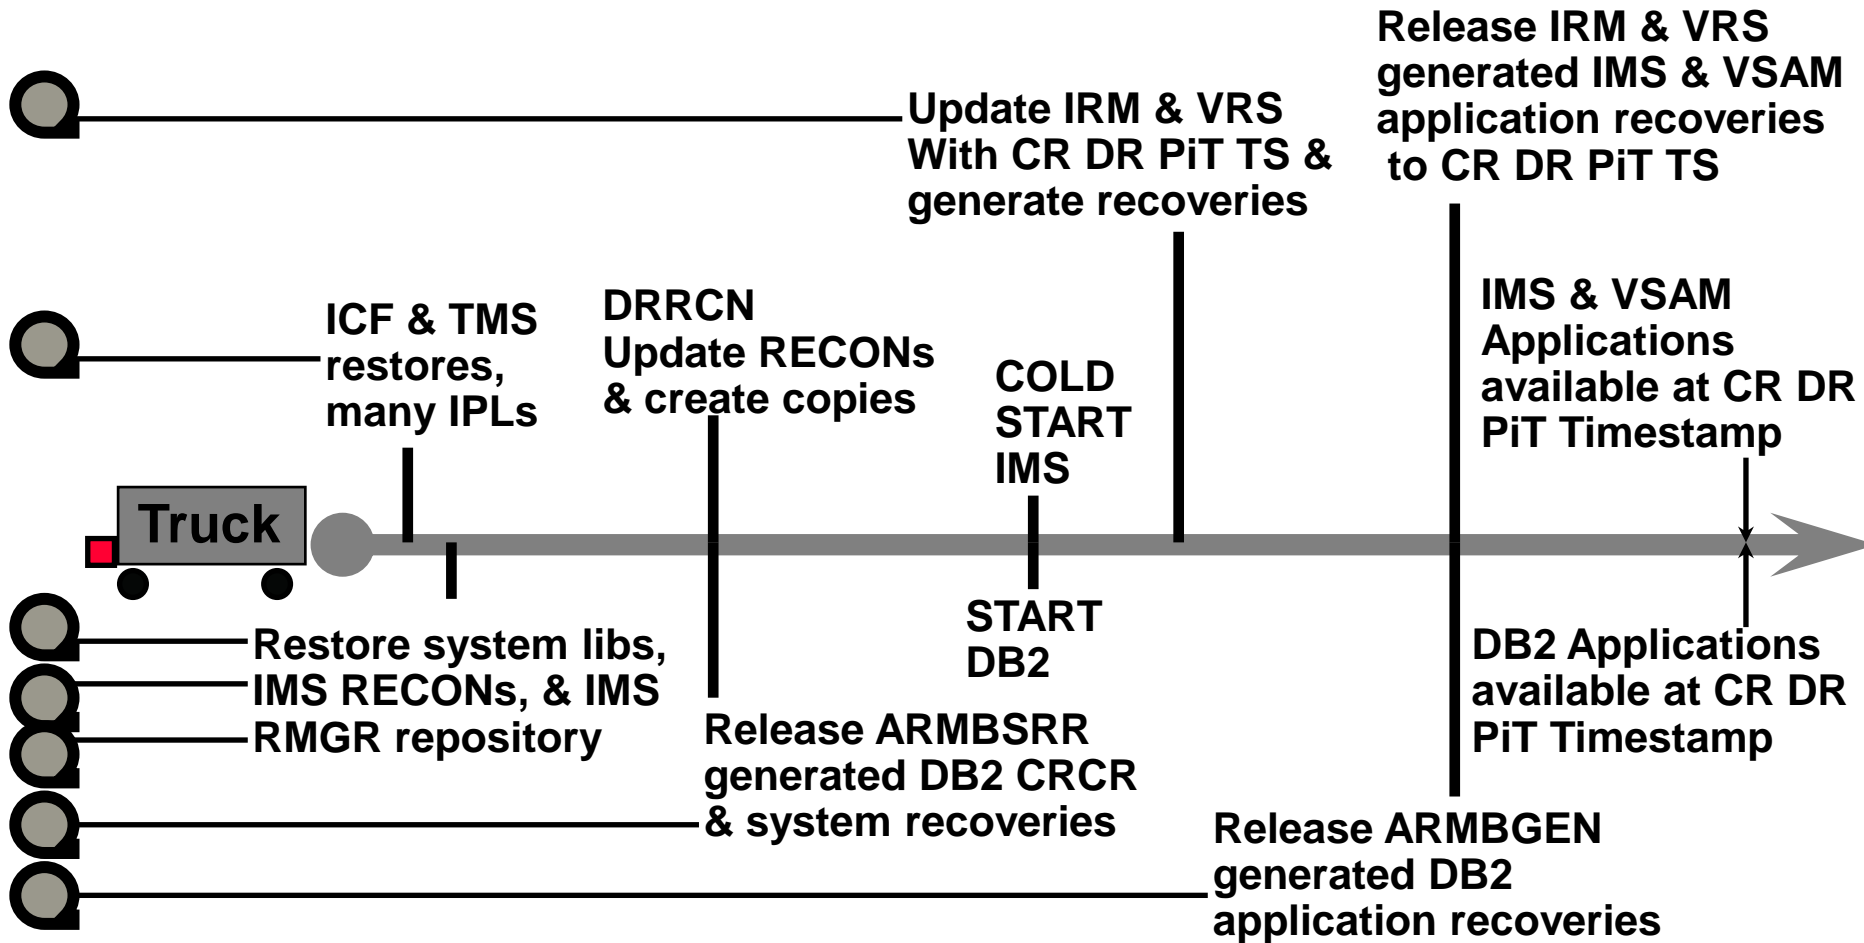 Release IRM & VRS
generated IMS & VSAM
application recoveries
to CR DR PiT TS
Update IRM & VRS
With CR DR PiT TS &
generate recoveries
ICF & TMS
restores,
many IPLs
DRRCN
Update RECONs
& create copies
COLD
START
IMS
IMS & VSAM
Applications
available at CR DR
PiT Timestamp
Truck
Restore system libs,
IMS RECONs, & IMS
RMGR repository
Release ARMBSRR
generated DB2 CRCR
& system recoveries
START
DB2
DB2 Applications
available at CR DR
PiT Timestamp
Release ARMBGEN
generated DB2
application recoveries